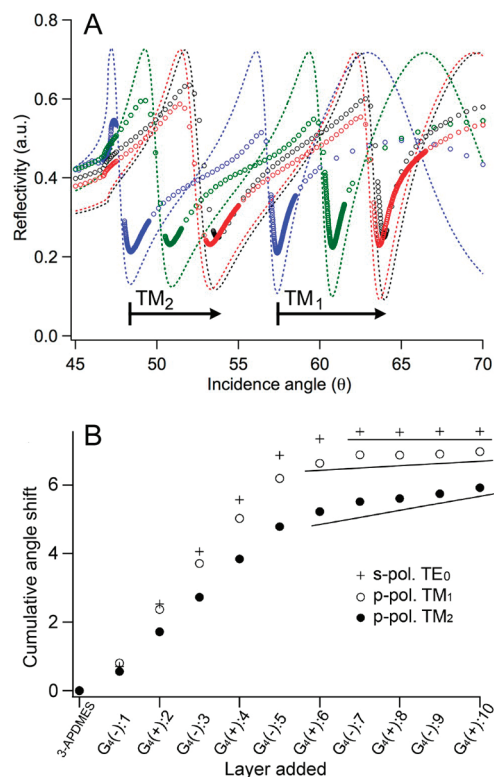 A
0.8
0.6
0.4
0.2
0.0
Reflectivity (a.u.)
TM2
TM1
45
50
55
60
65
70
Incidence angle (θ)
B
6
4
2
0
Cumulative angle shift
+ s-pol. TE0
○ p-pol. TM1
● p-pol. TM2
3-APDMES
G4(-):1
G4(+):2
G4(-):3
G4(+):4
G4(-):5
G4(+):6
G4(-):7
G4(+):8
G4(-):9
G4(+):10
Layer added